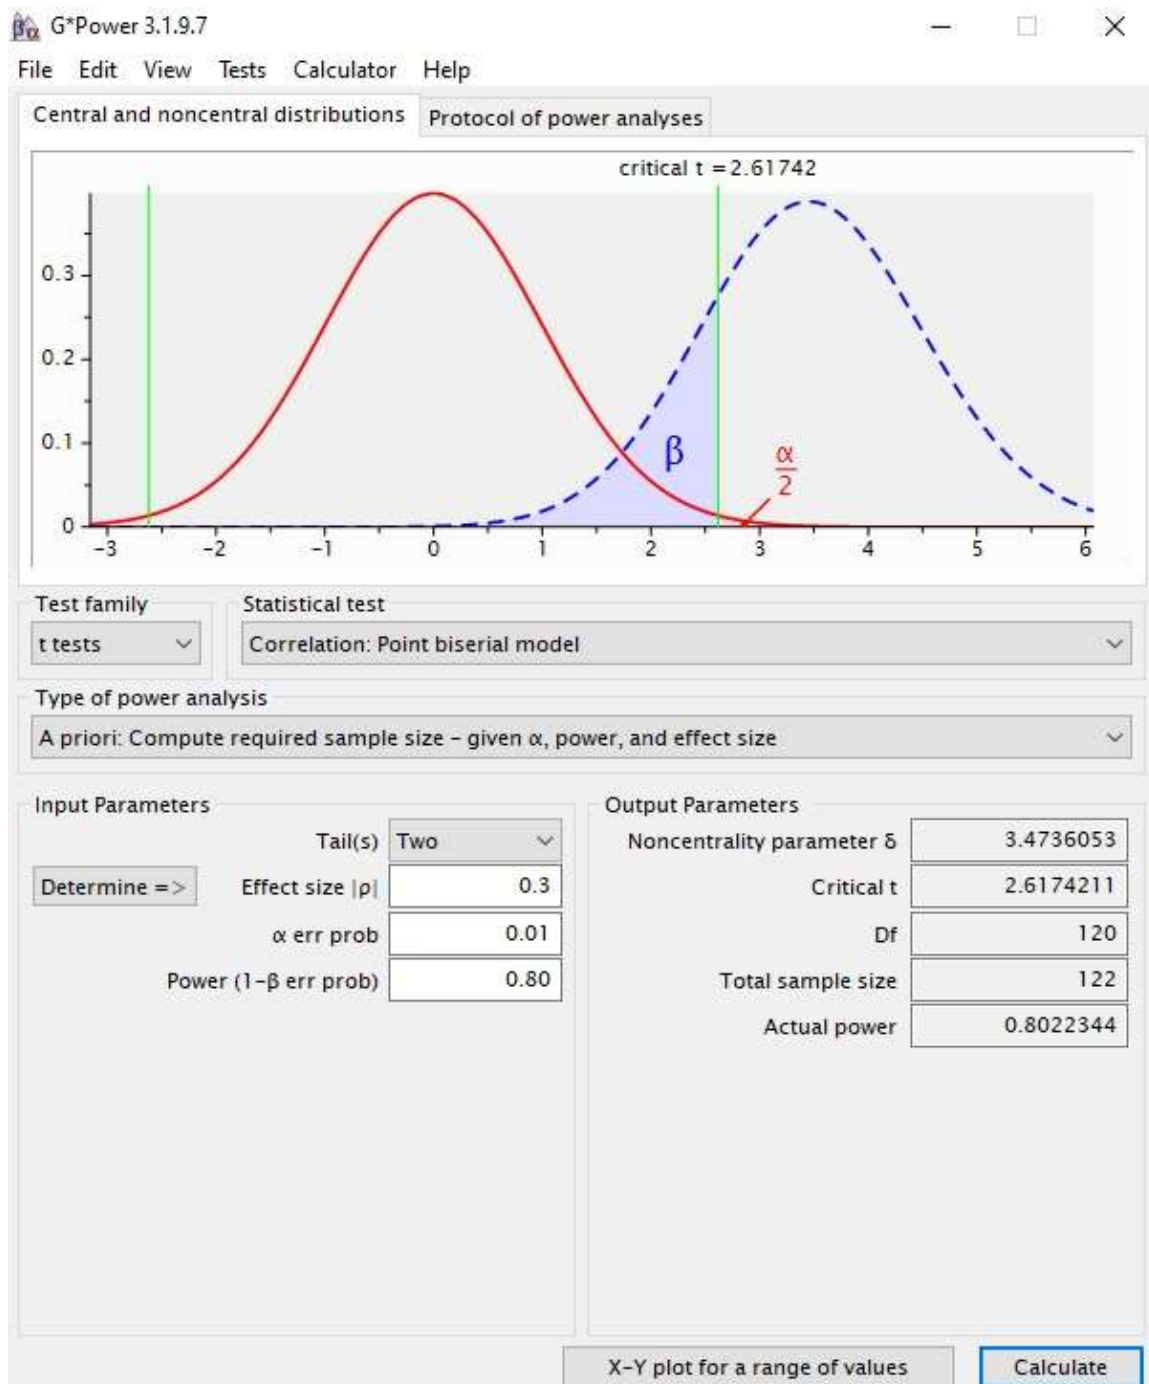 G*Power 3.1.9.7
File Edit View Tests Calculator Help
Central and noncentral distributions Protocol of power analyses
critical t = 2.61742
0.3
0.2
0.1
0
β
α
2
-3 -2 -1 0 1 2 3 4 5 6
Test family Statistical test
t tests Correlation: Point biserial model
Type of power analysis
A priori: Compute required sample size - given α, power, and effect size
Input Parameters Output Parameters
Tail(s) Two Noncentrality parameter δ 3.4736053
Determine => Effect size |ρ| 0.3 Critical t 2.6174211
α err prob 0.01 Df 120
Power (1-β err prob) 0.80 Total sample size 122
Actual power 0.8022344
X-Y plot for a range of values Calculate